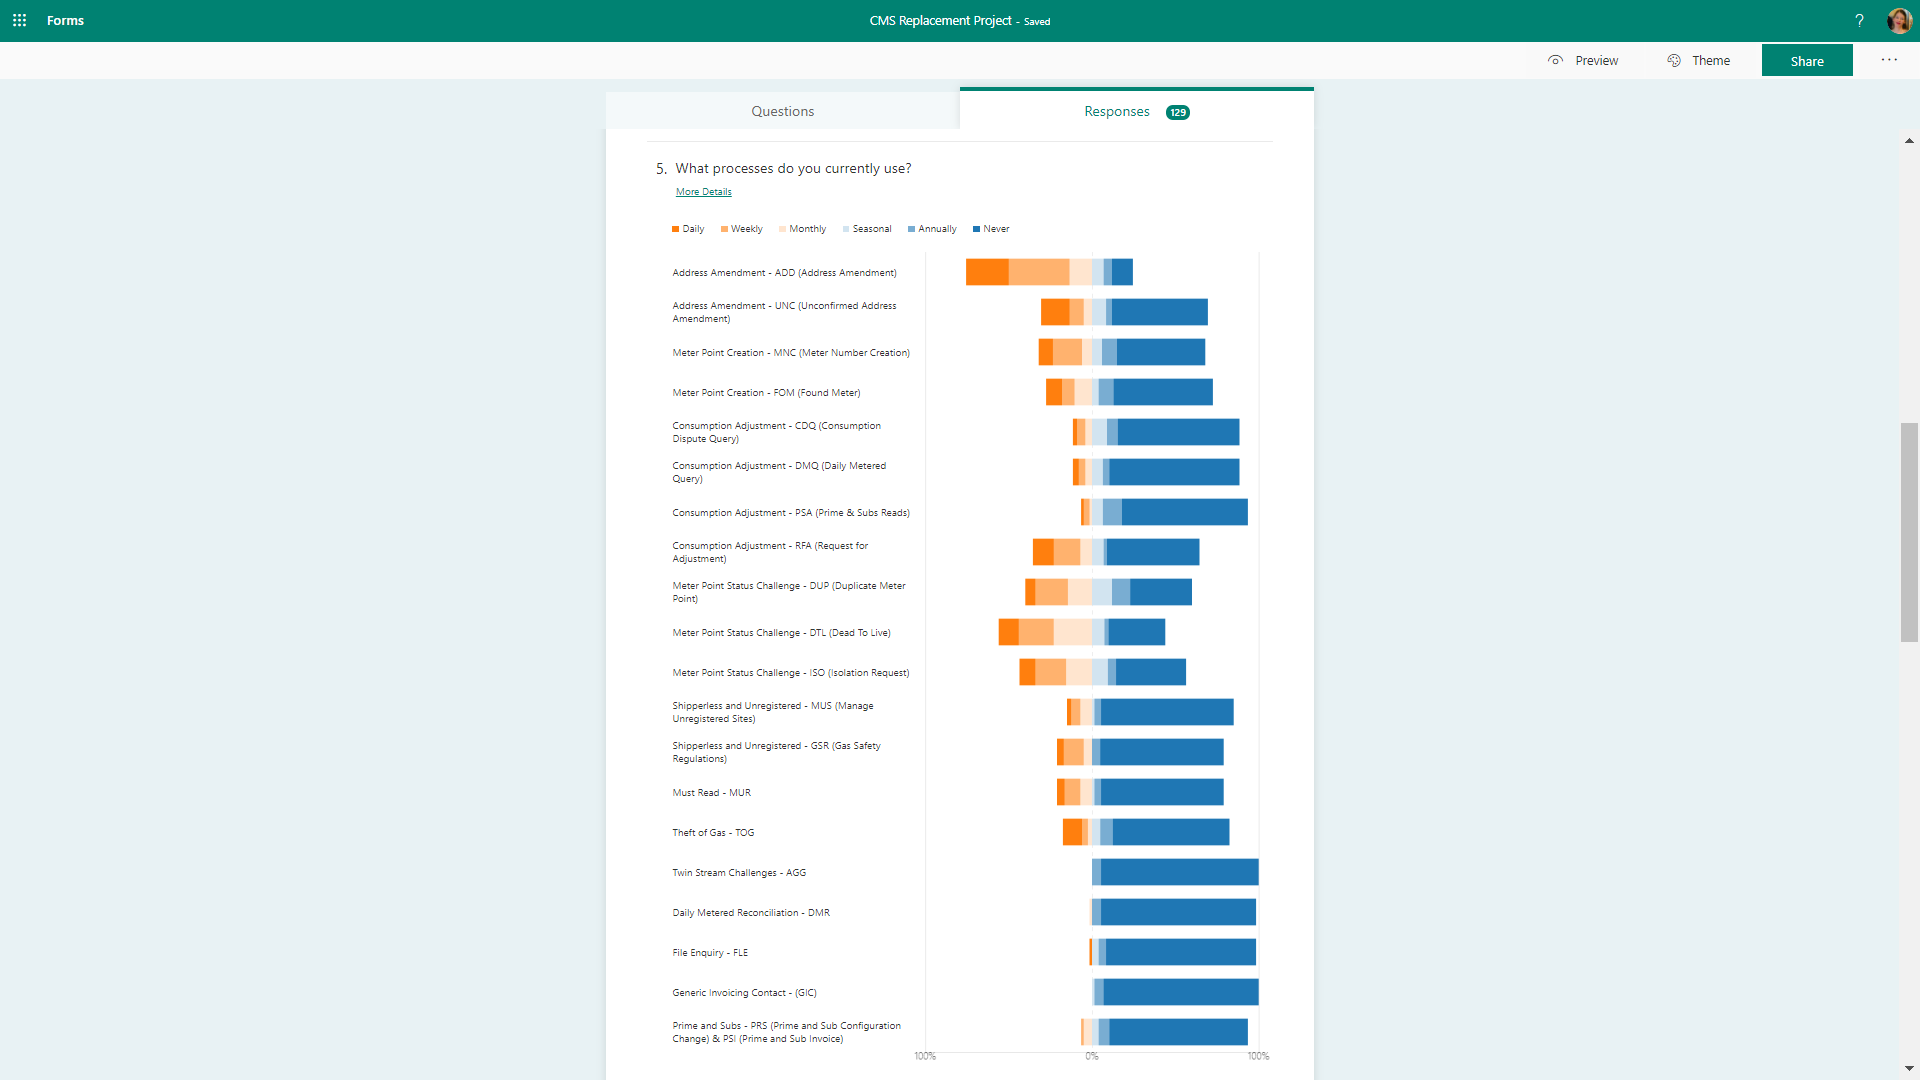 Forms
CMS Replacement Project - Saved
?
Preview
Theme
Share
Questions
Responses 129
5. What processes do you currently use?
More Details
Daily Weekly Monthly Seasonal Annually Never
Address Amendment - ADD (Address Amendment)
Address Amendment - UNC (Unconfirmed Address
Amendment)
Meter Point Creation - MNC (Meter Number Creation)
Meter Point Creation - FOM (Found Meter)
Consumption Adjustment - CDQ (Consumption
Dispute Query)
Consumption Adjustment - DMQ (Daily Metered
Query)
Consumption Adjustment - PSA (Prime & Subs Reads)
Consumption Adjustment - RFA (Request for
Adjustment)
Meter Point Status Challenge - DUP (Duplicate Meter
Point)
Meter Point Status Challenge - DTL (Dead To Live)
Meter Point Status Challenge - ISO (Isolation Request)
Shipperless and Unregistered - MUS (Manage
Unregistered Sites)
Shipperless and Unregistered - GSR (Gas Safety
Regulations)
Must Read - MUR
Theft of Gas - TOG
Twin Stream Challenges - AGG
Daily Metered Reconciliation - DMR
File Enquiry - FLE
Generic Invoicing Contact - (GIC)
Prime and Subs - PRS (Prime and Sub Configuration
Change) & PSI (Prime and Sub Invoice)
100% 0% 100%